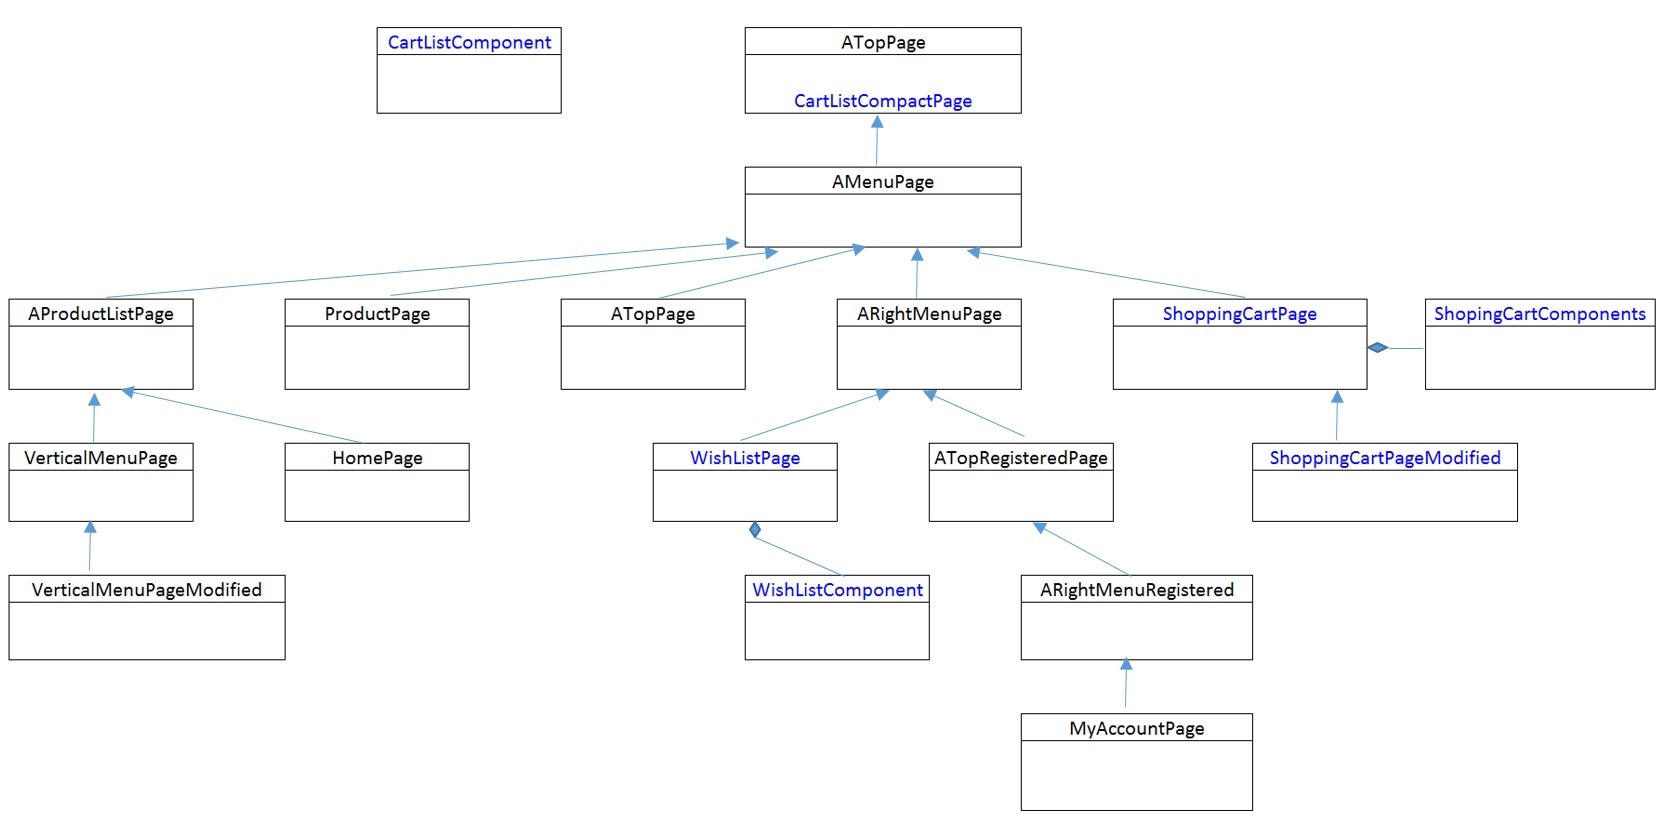 CartListComponent
ATopPage
CartListCompactPage
AMenuPage
AProductListPage
ProductPage
ATopPage
ARightMenuPage
ShoppingCartPage
ShopingCartComponents
VerticalMenuPage
HomePage
WishListPage
ATopRegisteredPage
ShoppingCartPageModified
VerticalMenuPageModified
WishListComponent
ARightMenuRegistered
MyAccountPage